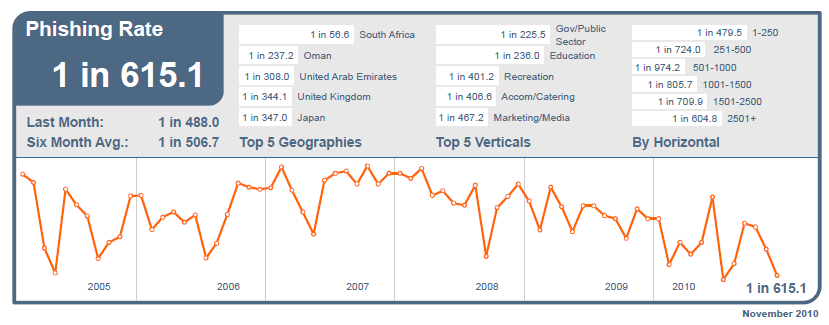 Phishing Rate
1 in 615.1
Last Month: 1 in 488.0
Six Month Avg.: 1 in 506.7
1 in 56.6 South Africa
1 in 237.2 Oman
1 in 308.0 United Arab Emirates
1 in 344.1 United Kingdom
1 in 347.0 Japan
Top 5 Geographies
1 in 225.5 Gov/Public
Sector
1 in 236.0 Education
1 in 401.2 Recreation
1 in 406.6 Accom/Catering
1 in 467.2 Marketing/Media
Top 5 Verticals
1 in 479.5 1-250
1 in 724.0 251-500
1 in 974.2 501-1000
1 in 805.7 1001-1500
1 in 709.9 1501-2500
1 in 604.8 2501+
By Horizontal
2005 2006 2007 2008 2009 2010 1 in 615.1
November 2010